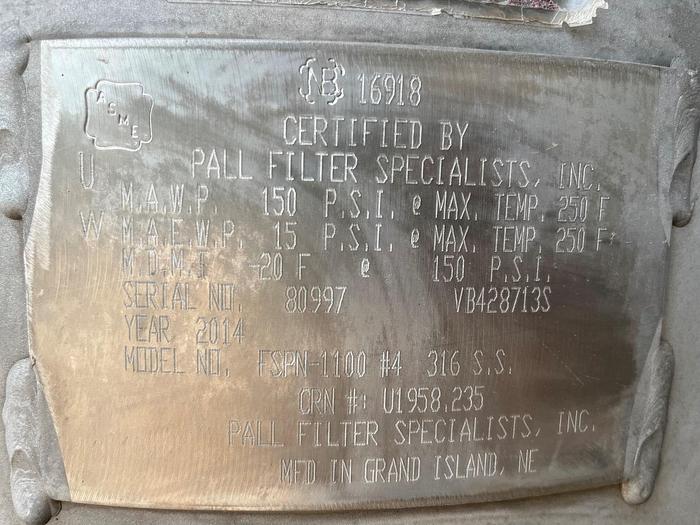 NB 16918
ASME
CERTIFIED BY
PALL FILTER SPECIALISTS, INC.
U
M.A.W.P. 150 P.S.I. @ MAX. TEMP. 250 F
W
M.A.E.W.P. 15 P.S.I. @ MAX. TEMP. 250 F
M.D.M.T -20 F @ 150 P.S.I.
SERIAL NO. 80997 VB428713S
YEAR 2014
MODEL NO. FSPN-1100 #4 316 S.S.
CRN #: U1958.235
PALL FILTER SPECIALISTS, INC.
MFD IN GRAND ISLAND, NE